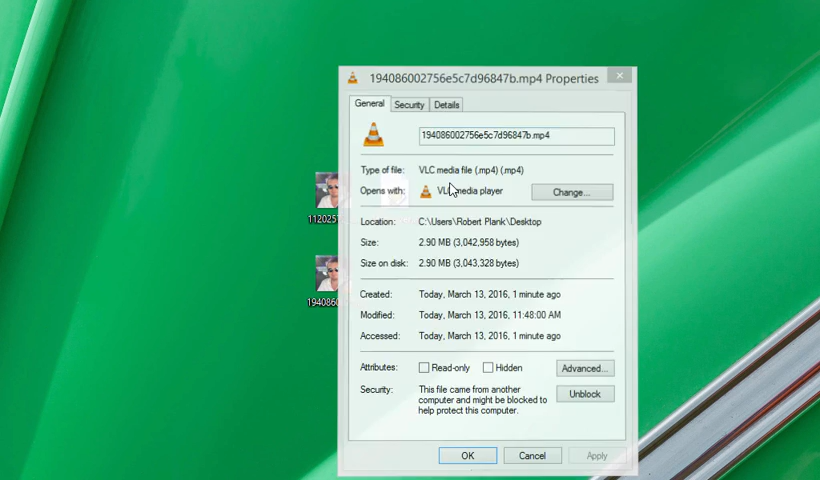 194086002756e5c7d96847b.mp4 Properties
General Security Details
194086002756e5c7d96847b.mp4
Type of file: VLC media file (.mp4) (.mp4)
Opens with: VLC media player Change...
Location: C:\Users\Robert Plank\Desktop
Size: 2.90 MB (3,042,958 bytes)
Size on disk: 2.90 MB (3,043,328 bytes)
Created: Today, March 13, 2016, 1 minute ago
Modified: Today, March 13, 2016, 11:48:00 AM
Accessed: Today, March 13, 2016, 1 minute ago
Attributes: Read-only Hidden Advanced...
Security: This file came from another
computer and might be blocked to
help protect this computer.
Unblock
OK Cancel Apply
112025
194086